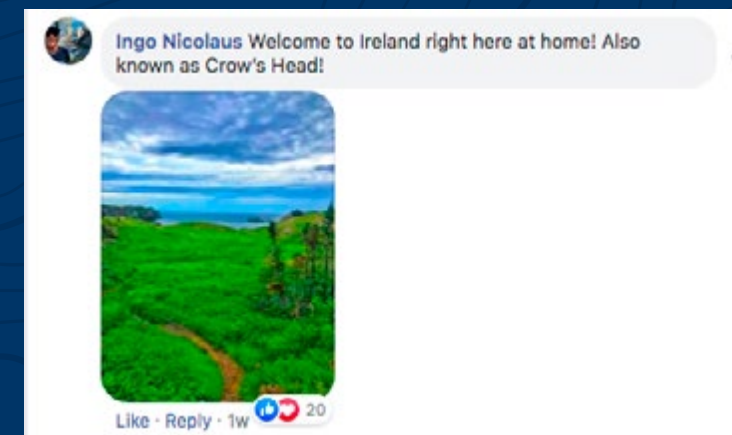 Ingo Nicolaus Welcome to Ireland right here at home! Also
known as Crow's Head!
Like · Reply · 1w 20